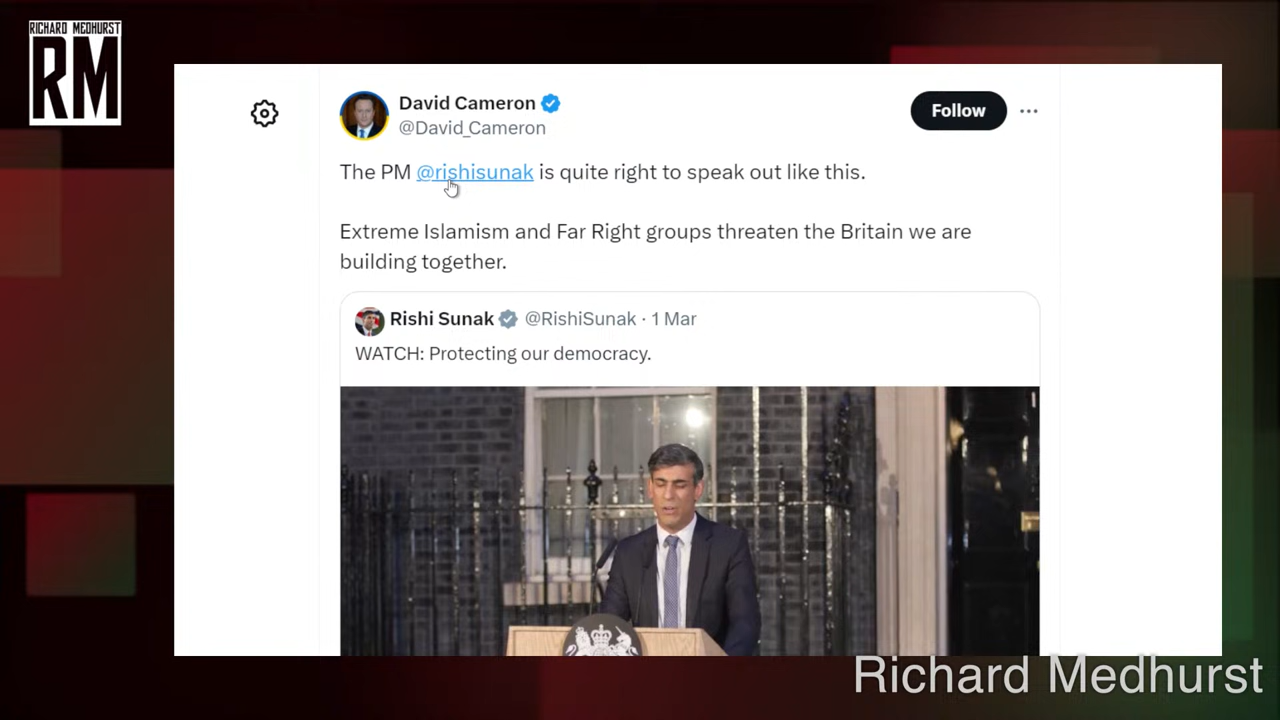 RICHARD MEDHURST
RM
David Cameron
@David_Cameron
Follow
The PM @rishisunak is quite right to speak out like this.
Extreme Islamism and Far Right groups threaten the Britain we are
building together.
Rishi Sunak @RishiSunak · 1 Mar
WATCH: Protecting our democracy.
Richard Medhurst